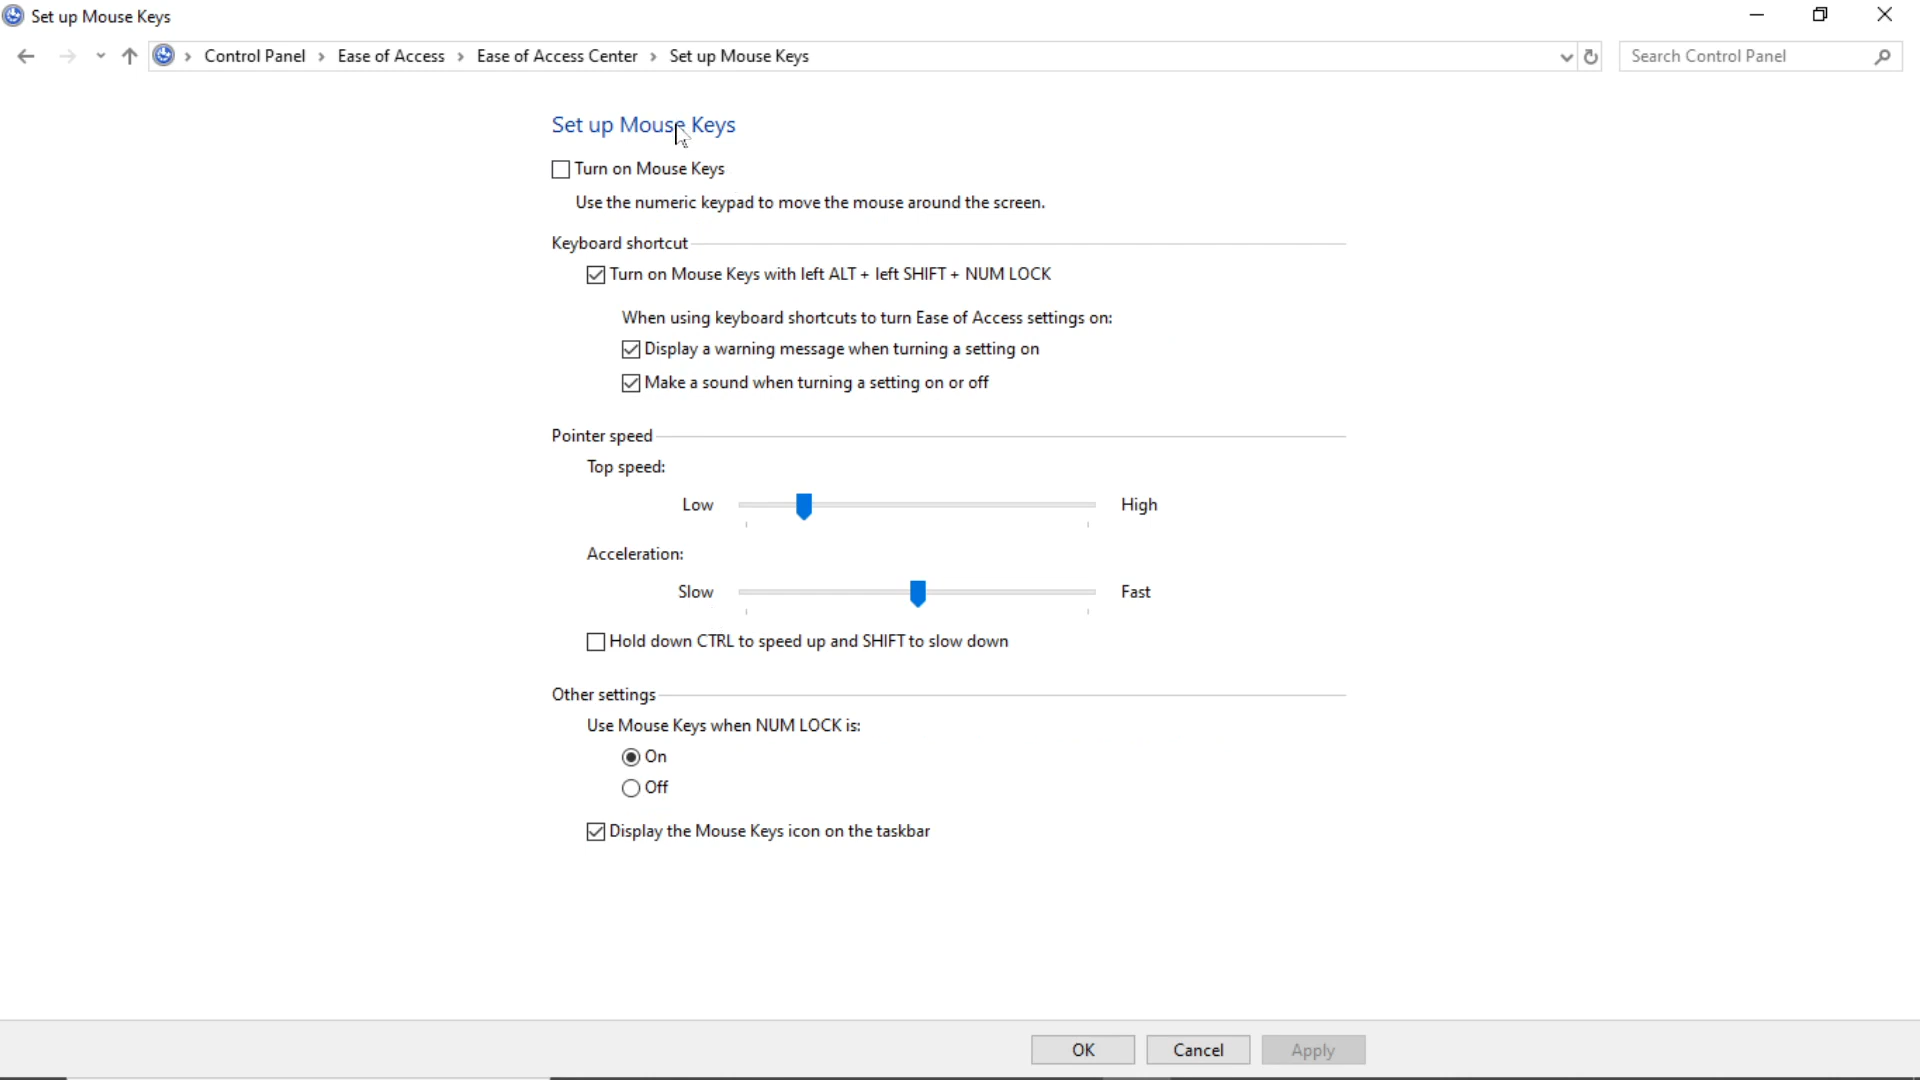 Set up Mouse Keys
Control Panel Ease of Access Ease of Access Center Set up Mouse Keys Search Control Panel
Set up Mouse Keys
Turn on Mouse Keys
Use the numeric keypad to move the mouse around the screen.
Keyboard shortcut
Turn on Mouse Keys with left ALT + left SHIFT + NUM LOCK
When using keyboard shortcuts to turn Ease of Access settings on:
Display a warning message when turning a setting on
Make a sound when turning a setting on or off
Pointer speed
Top speed:
Low High
Acceleration:
Slow Fast
Hold down CTRL to speed up and SHIFT to slow down
Other settings
Use Mouse Keys when NUM LOCK is:
On
Off
Display the Mouse Keys icon on the taskbar
OK Cancel Apply